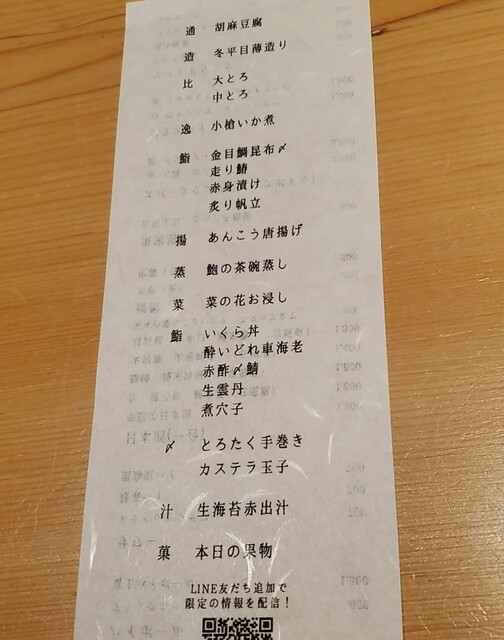 通 胡麻豆腐
造 冬平目薄造り
比 大とろ
中とろ
逸 小槍いか煮
鮨 金目鯛昆布〆
走り鰆
赤身漬け
炙り帆立
揚 あんこう唐揚げ
蒸 鮑の茶碗蒸し
菜 菜の花お浸し
鮨 いくら丼
酔いどれ車海老
赤酢〆鯖
生雲丹
煮穴子
〆 とろたく手巻き
カステラ玉子
汁 生海苔赤出汁
菓 本日の果物
LINE友だち追加で
限定の情報を配信！